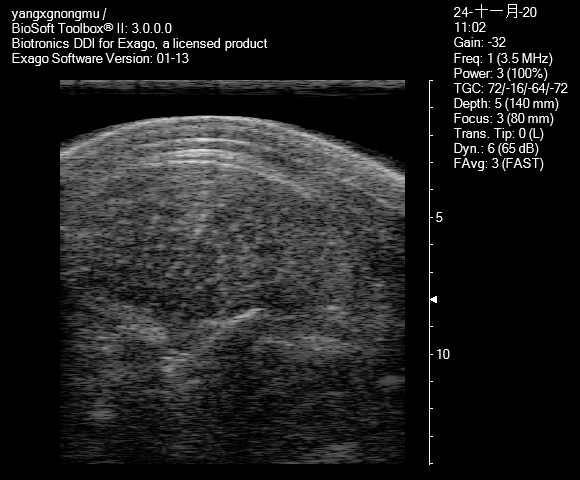 yangxgnongmu /
BioSoft Toolbox® II: 3.0.0.0
Biotronics DDI for Exago, a licensed product
Exago Software Version: 01-13
24-十一月-20
11:02
Gain: -32
Freq: 1 (3.5 MHz)
Power: 3 (100%)
TGC: 72/-16/-64/-72
Depth: 5 (140 mm)
Focus: 3 (80 mm)
Trans. Tip: 0 (L)
Dyn.: 6 (65 dB)
FAvg: 3 (FAST)
5
10